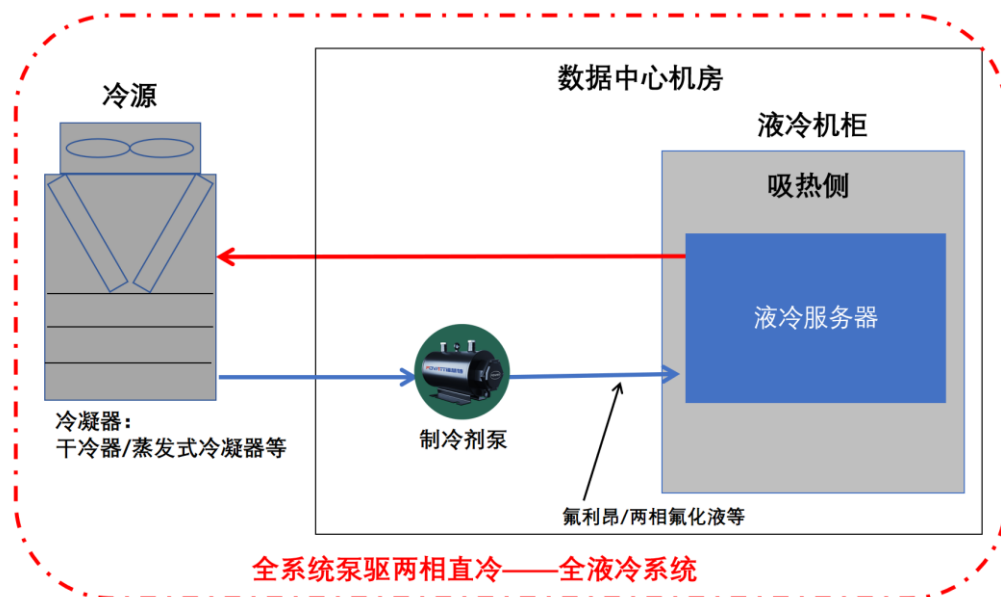 数据中心机房
冷源
液冷机柜
吸热侧
液冷服务器
冷凝器：
干冷器/蒸发式冷凝器等
制冷剂泵
氟利昂/两相氟化液等
全系统泵驱两相直冷——全液冷系统